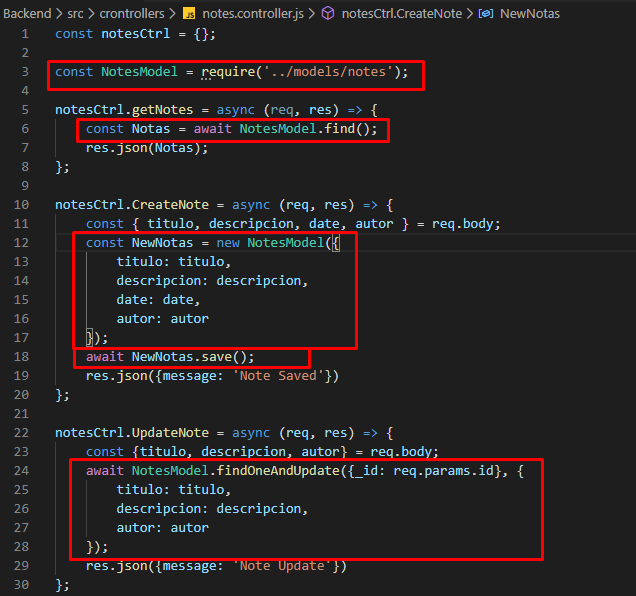 Backend > src > crontrollers > JS notes.controller.js > notesCtrl.CreateNote > NewNotas
1 const notesCtrl = {};
2
3 const NotesModel = require('../models/notes');
4
5 notesCtrl.getNotes = async (req, res) => {
6     const Notas = await NotesModel.find();
7     res.json(Notas);
8 };
9
10 notesCtrl.CreateNote = async (req, res) => {
11     const { titulo, descripcion, date, autor } = req.body;
12     const NewNotas = new NotesModel({
13         titulo: titulo,
14         descripcion: descripcion,
15         date: date,
16         autor: autor
17     });
18     await NewNotas.save();
19     res.json({message: 'Note Saved'})
20 };
21
22 notesCtrl.UpdateNote = async (req, res) => {
23     const {titulo, descripcion, autor} = req.body;
24     await NotesModel.findOneAndUpdate({_id: req.params.id}, {
25         titulo: titulo,
26         descripcion: descripcion,
27         autor: autor
28     });
29     res.json({message: 'Note Update'})
30 };